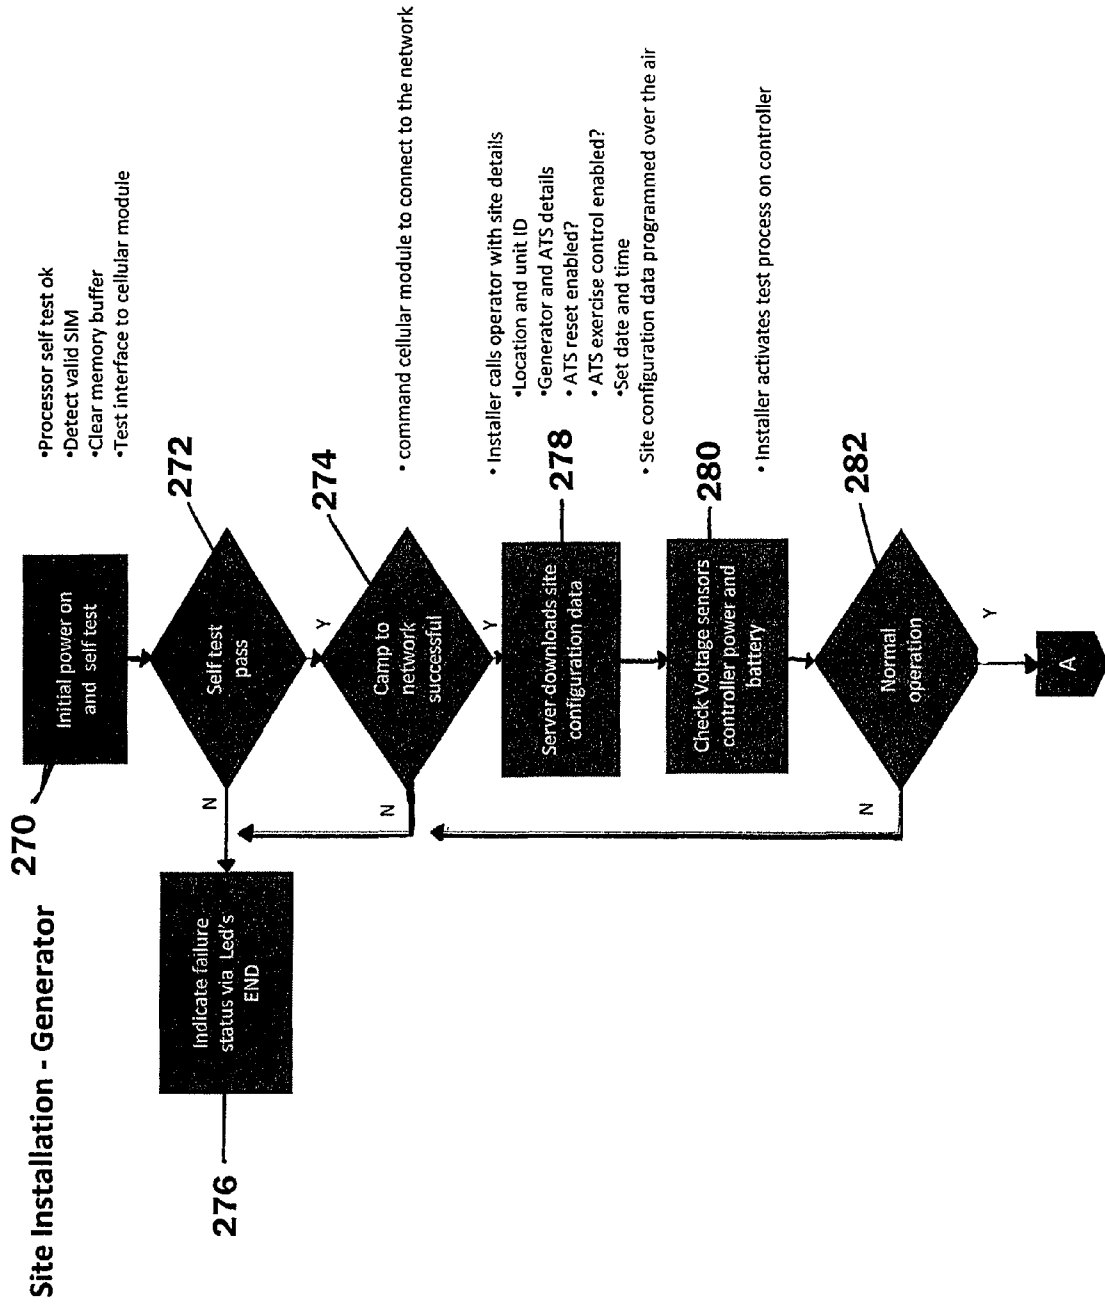 Site Installation - Generator
270
Initial power on
and self test
•Processor self test ok
•Detect valid SIM
•Clear memory buffer
•Test interface to cellular module
272
Self test
pass
N
Y
276
Indicate failure
status via Led's
END
274
Camp to
network
successful
N
Y
• command cellular module to connect to the network
278
Server downloads site
configuration data
• Installer calls operator with site details
•Location and unit ID
•Generator and ATS details
• ATS reset enabled?
• ATS exercise control enabled?
•Set date and time
• Site configuration data programmed over the air
280
Check Voltage sensors
controller power and
battery
• Installer activates test process on controller
282
Normal
operation
N
Y
A